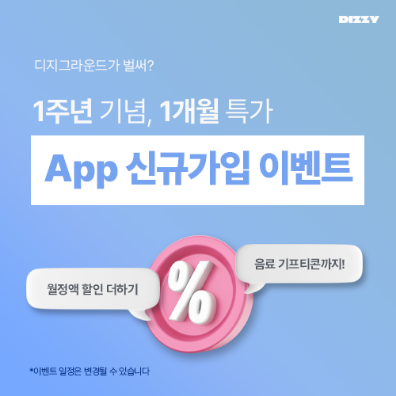 DIZZY
디지그라운드가 벌써?
1주년 기념, 1개월 특가
App 신규가입 이벤트
음료 기프티콘까지!
월정액 할인 더하기
%
*이벤트 일정은 변경될 수 있습니다